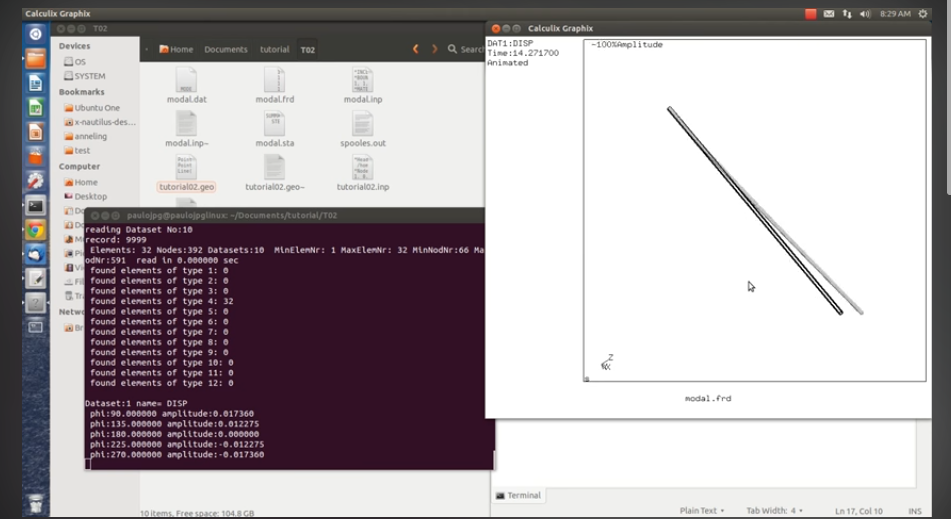 Calculix Graphix
8:29 AM
T02
Devices
OS
SYSTEM
Bookmarks
Ubuntu One
x-nautilus-des...
anneling
test
Computer
Home
Desktop
Home Documents tutorial T02
Search
modal.dat modal.frd modal.inp
modal.inp~ modal.sta spooles.out
tutorial02.geo tutorial02.geo~ tutorial02.inp
paulojpg@paulojpglinux: ~/Documents/tutorial/T02
reading Dataset No:10
record: 9999
Elements: 32 Nodes:392 Datasets:10 MinElemNr: 1 MaxElemNr: 32 MinNodNr:66 Ma
odNr:591 read in 0.000000 sec
found elements of type 1: 0
found elements of type 2: 0
found elements of type 3: 0
found elements of type 4: 32
found elements of type 5: 0
found elements of type 6: 0
found elements of type 7: 0
found elements of type 8: 0
found elements of type 9: 0
found elements of type 10: 0
found elements of type 11: 0
found elements of type 12: 0
Dataset:1 name= DISP
phi:90.000000 amplitude:0.017360
phi:135.000000 amplitude:0.012275
phi:180.000000 amplitude:0.000000
phi:225.000000 amplitude:-0.012275
phi:270.000000 amplitude:-0.017360
10 items, Free space: 104.8 GB
Calculix Graphix
DAT1:DISP
Time:14.271700
Animated
-100%Amplitude
Z
modal.frd
Terminal
Plain Text Tab Width: 4 Ln 17, Col 10 INS